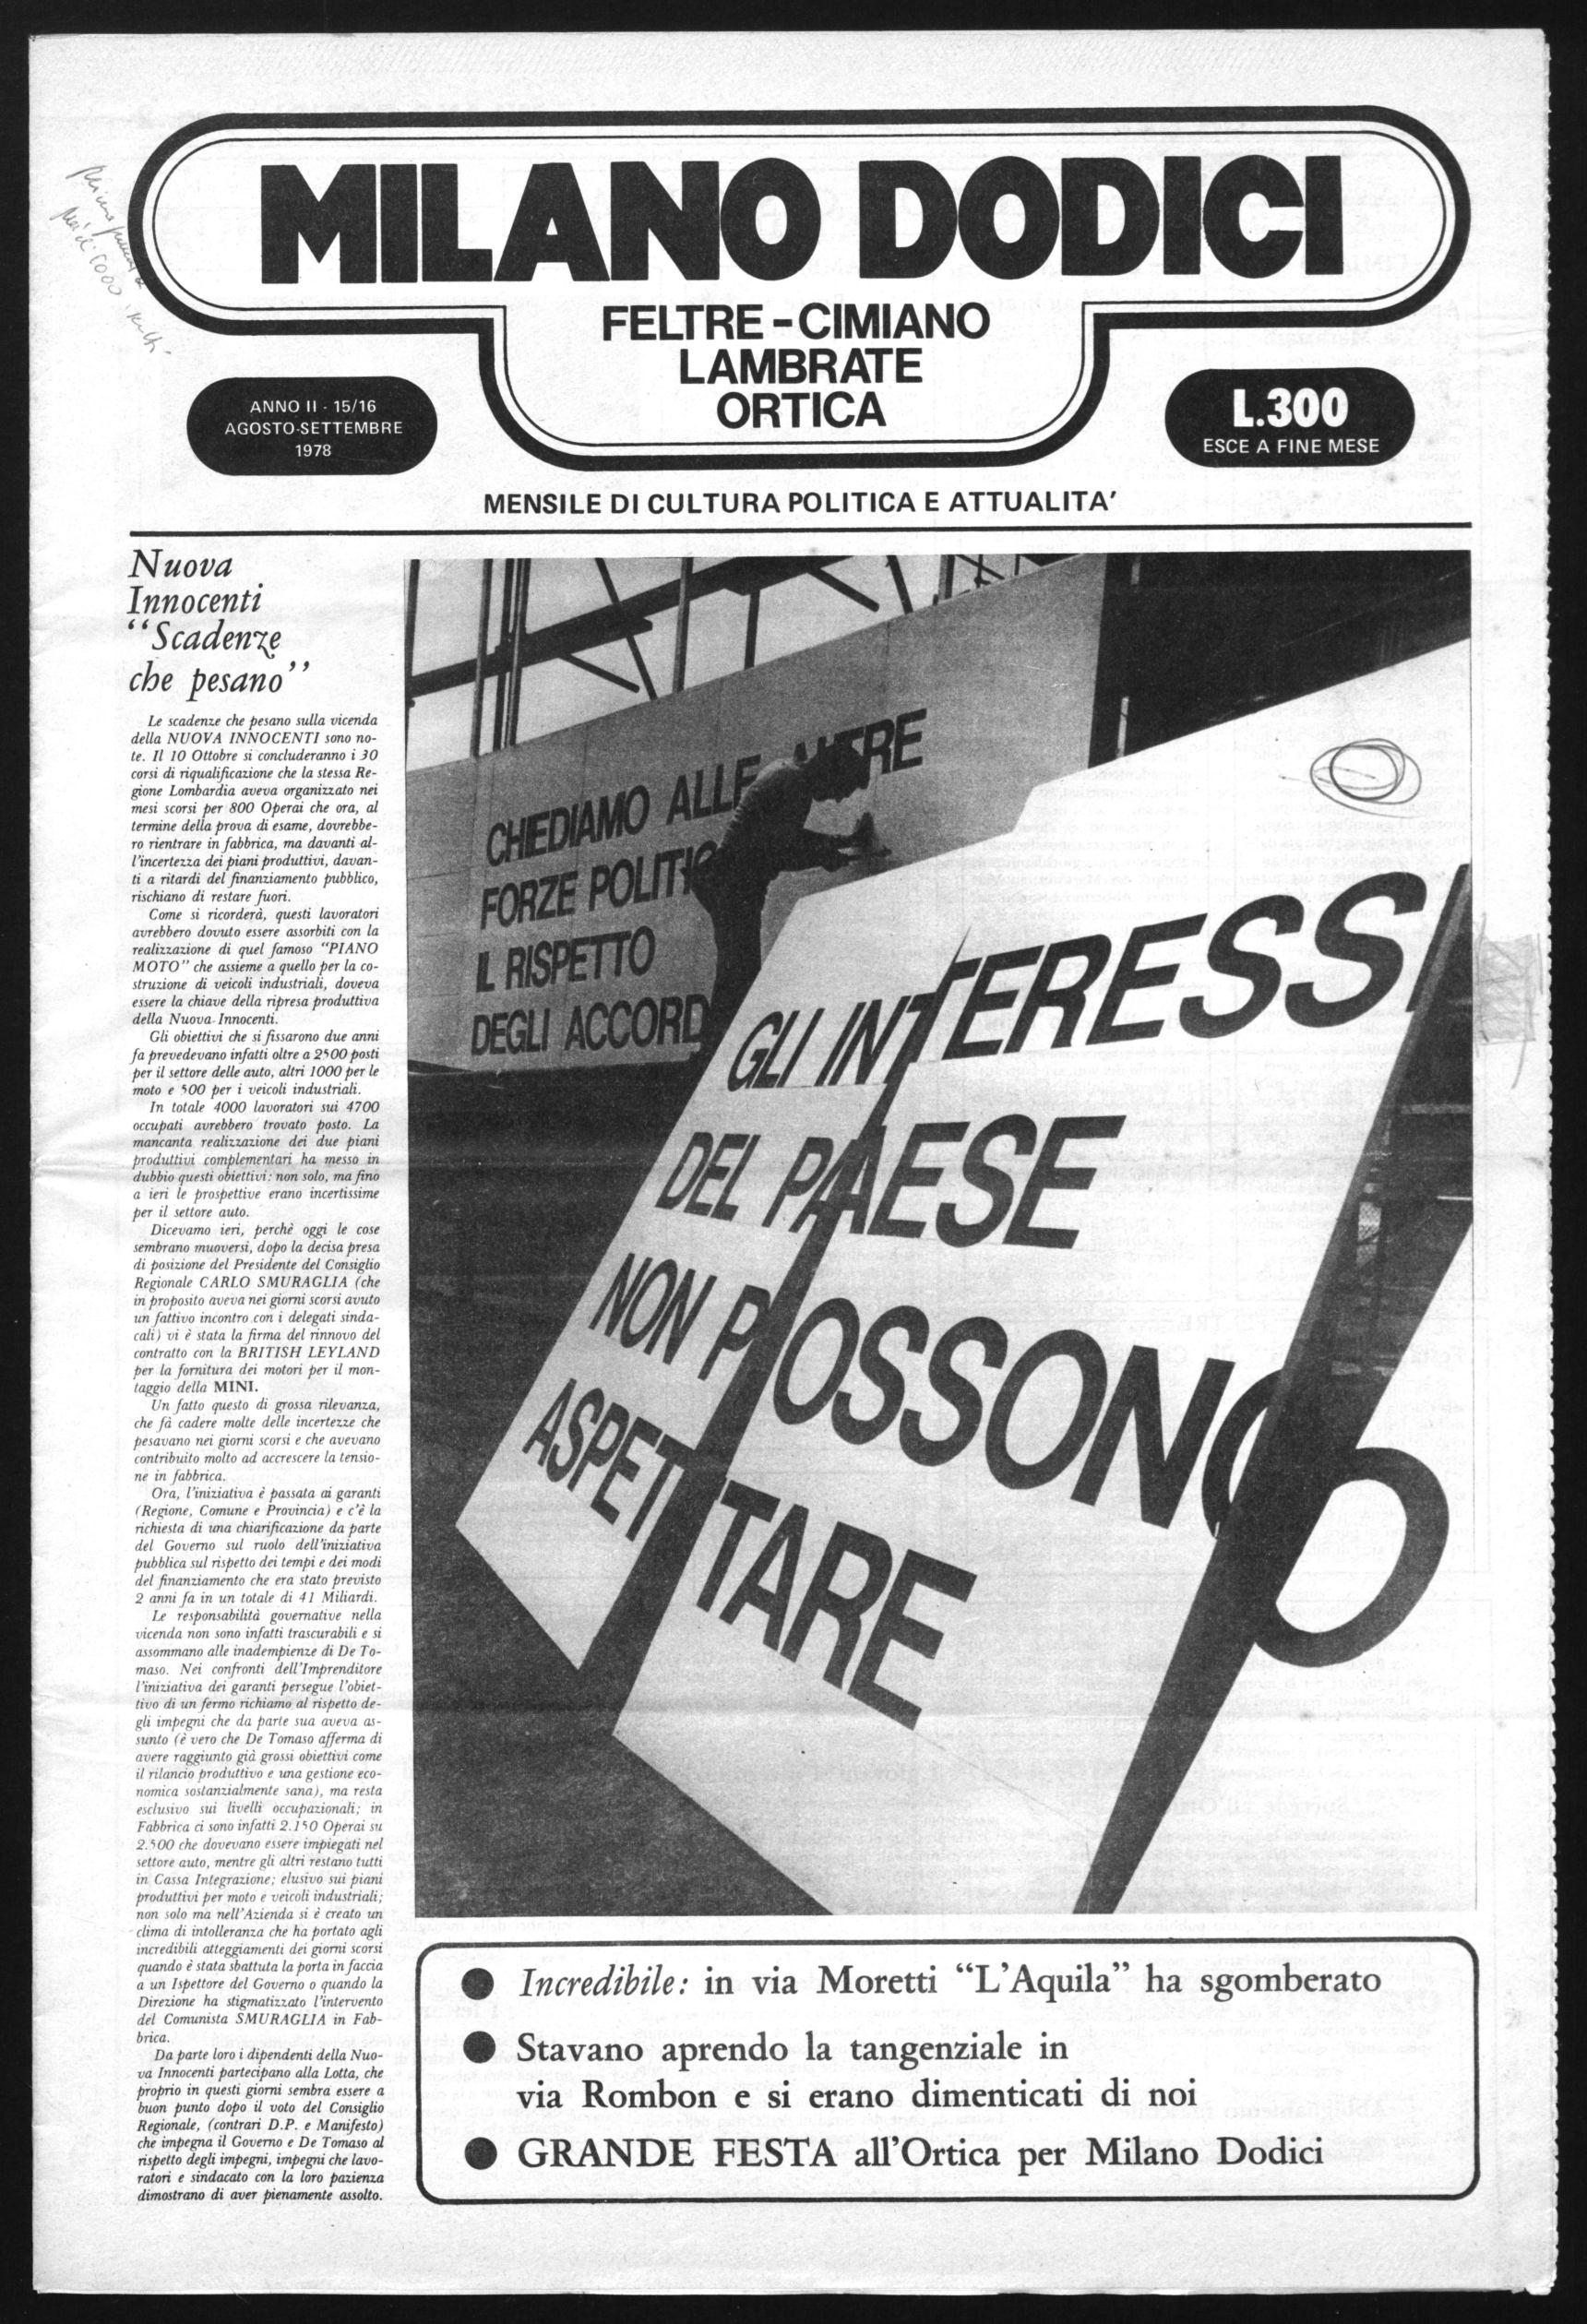 MILANO DODICI
FELTRE - CIMIANO
LAMBRATE
ORTICA
ANNO II - 15/16
AGOSTO-SETTEMBRE
1978
L.300
ESCE A FINE MESE
MENSILE DI CULTURA POLITICA E ATTUALITA'
Nuova
Innocenti
“Scadenze
che pesano”
Le scadenze che pesano sulla vicenda
della NUOVA INNOCENTI sono no-
te. Il 10 Ottobre si concluderanno i 30
corsi di riqualificazione che la stessa Re-
gione Lombardia aveva organizzato nei
mesi scorsi per 800 Operai che ora, al
termine della prova di esame, dovrebbe-
ro rientrare in fabbrica, ma davanti al-
l'incertezza dei piani produttivi, davan-
ti a ritardi del finanziamento pubblico,
rischiano di restare fuori.
Come si ricorderà, questi lavoratori
avrebbero dovuto essere assorbiti con la
realizzazione di quel famoso “PIANO
MOTO” che assieme a quello per la co-
struzione di veicoli industriali, doveva
essere la chiave della ripresa produttiva
della Nuova Innocenti.
Gli obiettivi che si fissarono due anni
fa prevedevano infatti oltre a 2500 posti
per il settore delle auto, altri 1000 per le
moto e 500 per i veicoli industriali.
In totale 4000 lavoratori sui 4700
occupati avrebbero trovato posto. La
mancanta realizzazione dei due piani
produttivi complementari ha messo in
dubbio questi obiettivi: non solo, ma fino
a ieri le prospettive erano incertissime
per il settore auto.
Dicevamo ieri, perchè oggi le cose
sembrano muoversi, dopo la decisa presa
di posizione del Presidente del Consiglio
Regionale CARLO SMURAGLIA (che
in proposito aveva nei giorni scorsi avuto
un fattivo incontro con i delegati sinda-
cali) vi è stata la firma del rinnovo del
contratto con la BRITISH LEYLAND
per la fornitura dei motori per il mon-
taggio della MINI.
Un fatto questo di grossa rilevanza,
che fà cadere molte delle incertezze che
pesavano nei giorni scorsi e che avevano
contribuito molto ad accrescere la tensio-
ne in fabbrica.
Ora, l'iniziativa è passata ai garanti
(Regione, Comune e Provincia) e c'è la
richiesta di una chiarificazione da parte
del Governo sul ruolo dell'iniziativa
pubblica sul rispetto dei tempi e dei modi
del finanziamento che era stato previsto
2 anni fa in un totale di 41 Miliardi.
Le responsabilità governative nella
vicenda non sono infatti trascurabili e si
assommano alle inadempienze di De To-
maso. Nei confronti dell'Imprenditore
l'iniziativa dei garanti persegue l'obiet-
tivo di un fermo richiamo al rispetto de-
gli impegni che da parte sua aveva as-
sunto (è vero che De Tomaso afferma di
avere raggiunto già grossi obiettivi come
il rilancio produttivo e una gestione eco-
nomica sostanzialmente sana), ma resta
esclusivo sui livelli occupazionali; in
Fabbrica ci sono infatti 2.150 Operai su
2.500 che dovevano essere impiegati nel
settore auto, mentre gli altri restano tutti
in Cassa Integrazione; elusivo sui piani
produttivi per moto e veicoli industriali;
non solo ma nell'Azienda si è creato un
clima di intolleranza che ha portato agli
incredibili atteggiamenti dei giorni scorsi
quando è stata sbattuta la porta in faccia
a un Ispettore del Governo o quando la
Direzione ha stigmatizzato l'intervento
del Comunista SMURAGLIA in Fab-
brica.
Da parte loro i dipendenti della Nuo-
va Innocenti partecipano alla Lotta, che
proprio in questi giorni sembra essere a
buon punto dopo il voto del Consiglio
Regionale, (contrari D.P. e Manifesto)
che impegna il Governo e De Tomaso al
rispetto degli impegni, impegni che lavo-
ratori e sindacato con la loro pazienza
dimostrano di aver pienamente assolto.
CHIEDIAMO ALLE ALTRE
FORZE POLITIC
IL RISPETTO
DEGLI ACCORD
GLI INTERESSI
DEL PAESE
NON POSSONO
ASPETTARE
● Incredibile: in via Moretti “L'Aquila” ha sgomberato
● Stavano aprendo la tangenziale in
via Rombon e si erano dimenticati di noi
● GRANDE FESTA all'Ortica per Milano Dodici